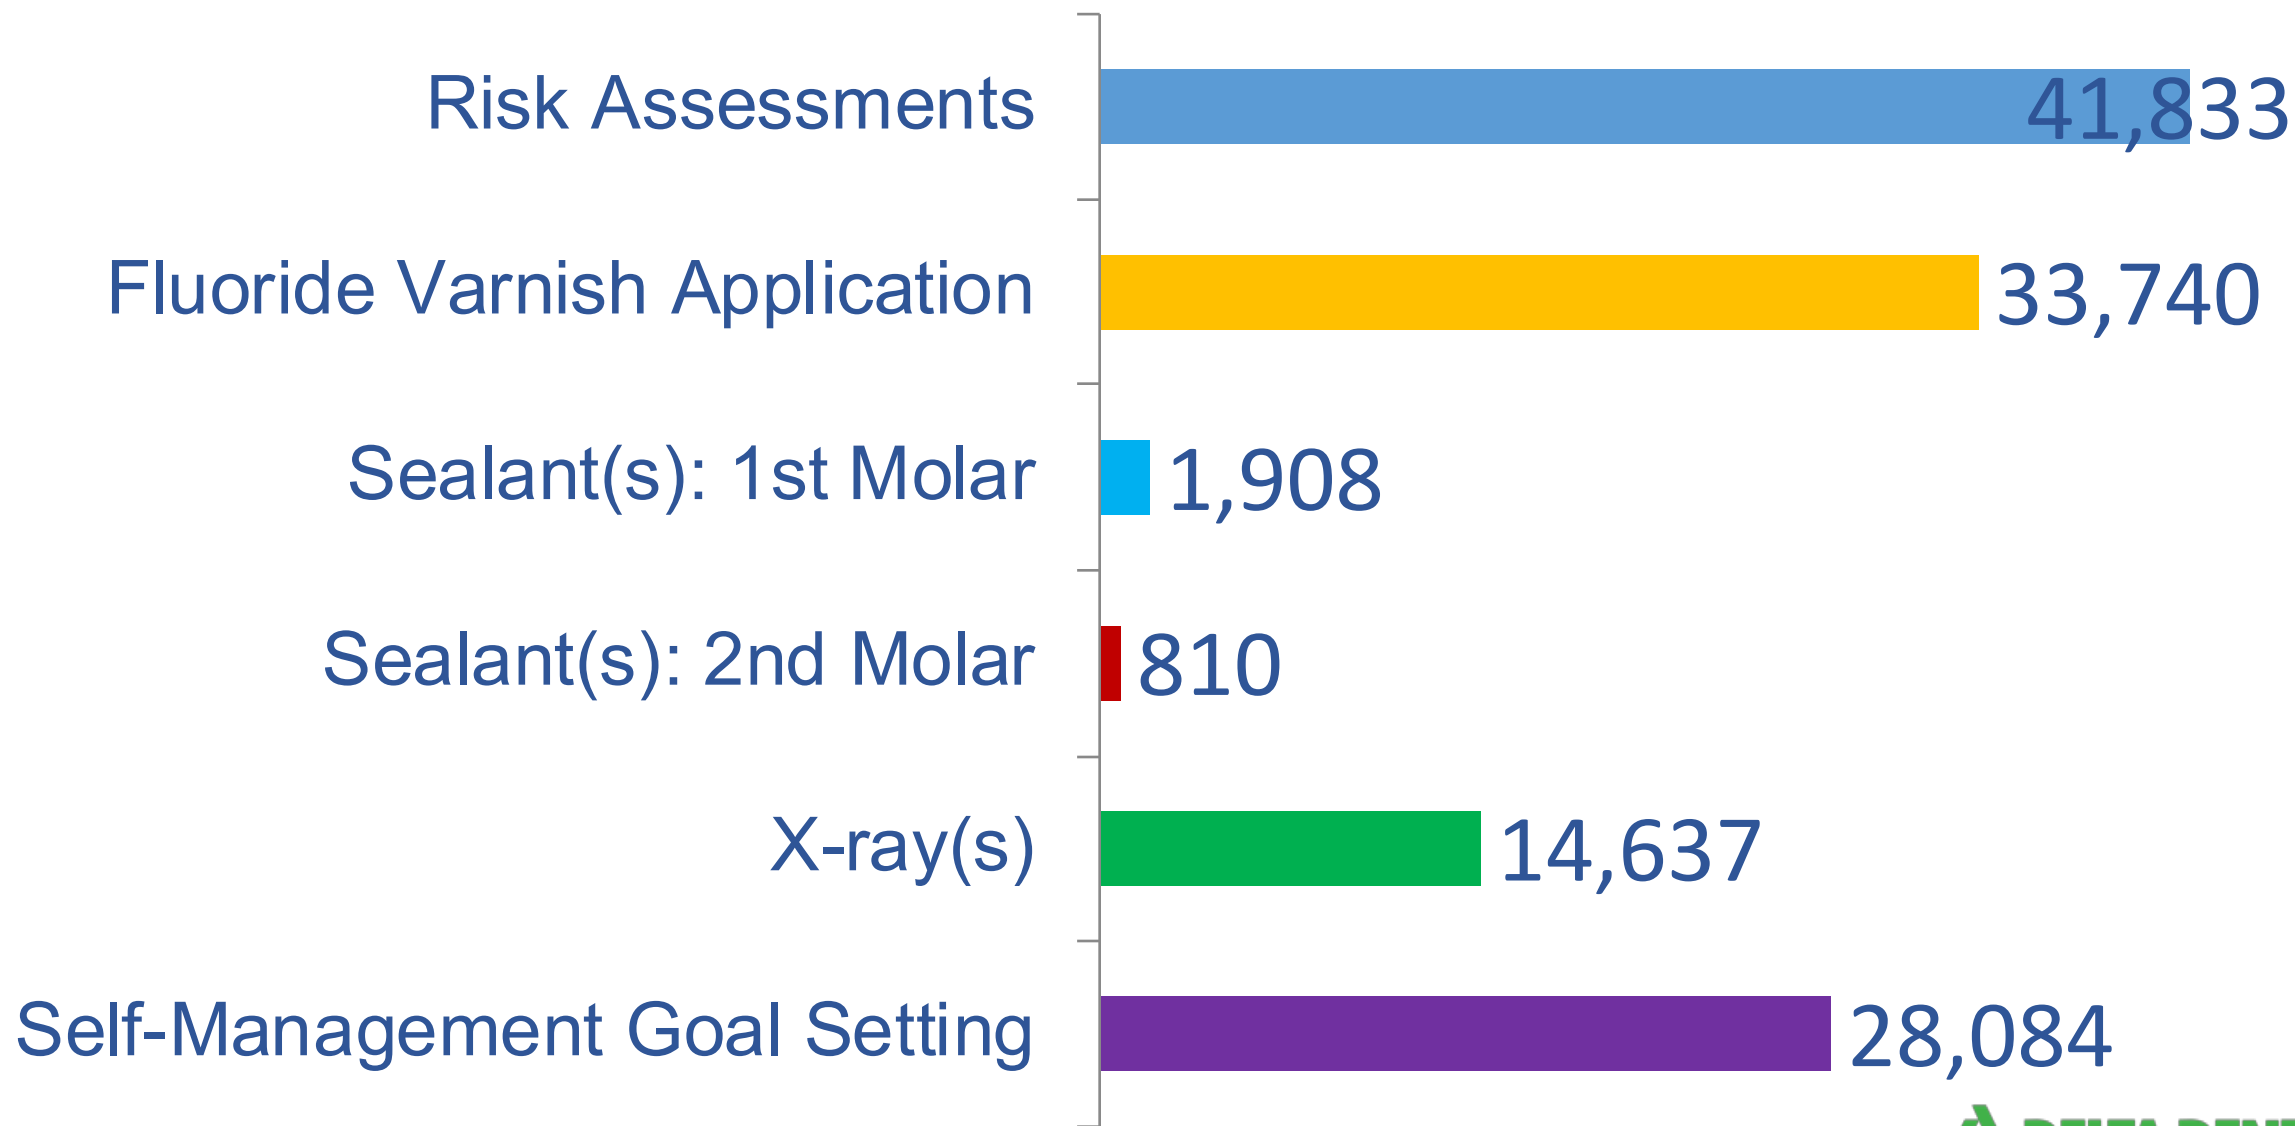 Risk Assessments 41,833
Fluoride Varnish Application 33,740
Sealant(s): 1st Molar 1,908
Sealant(s): 2nd Molar 810
X-ray(s) 14,637
Self-Management Goal Setting 28,084